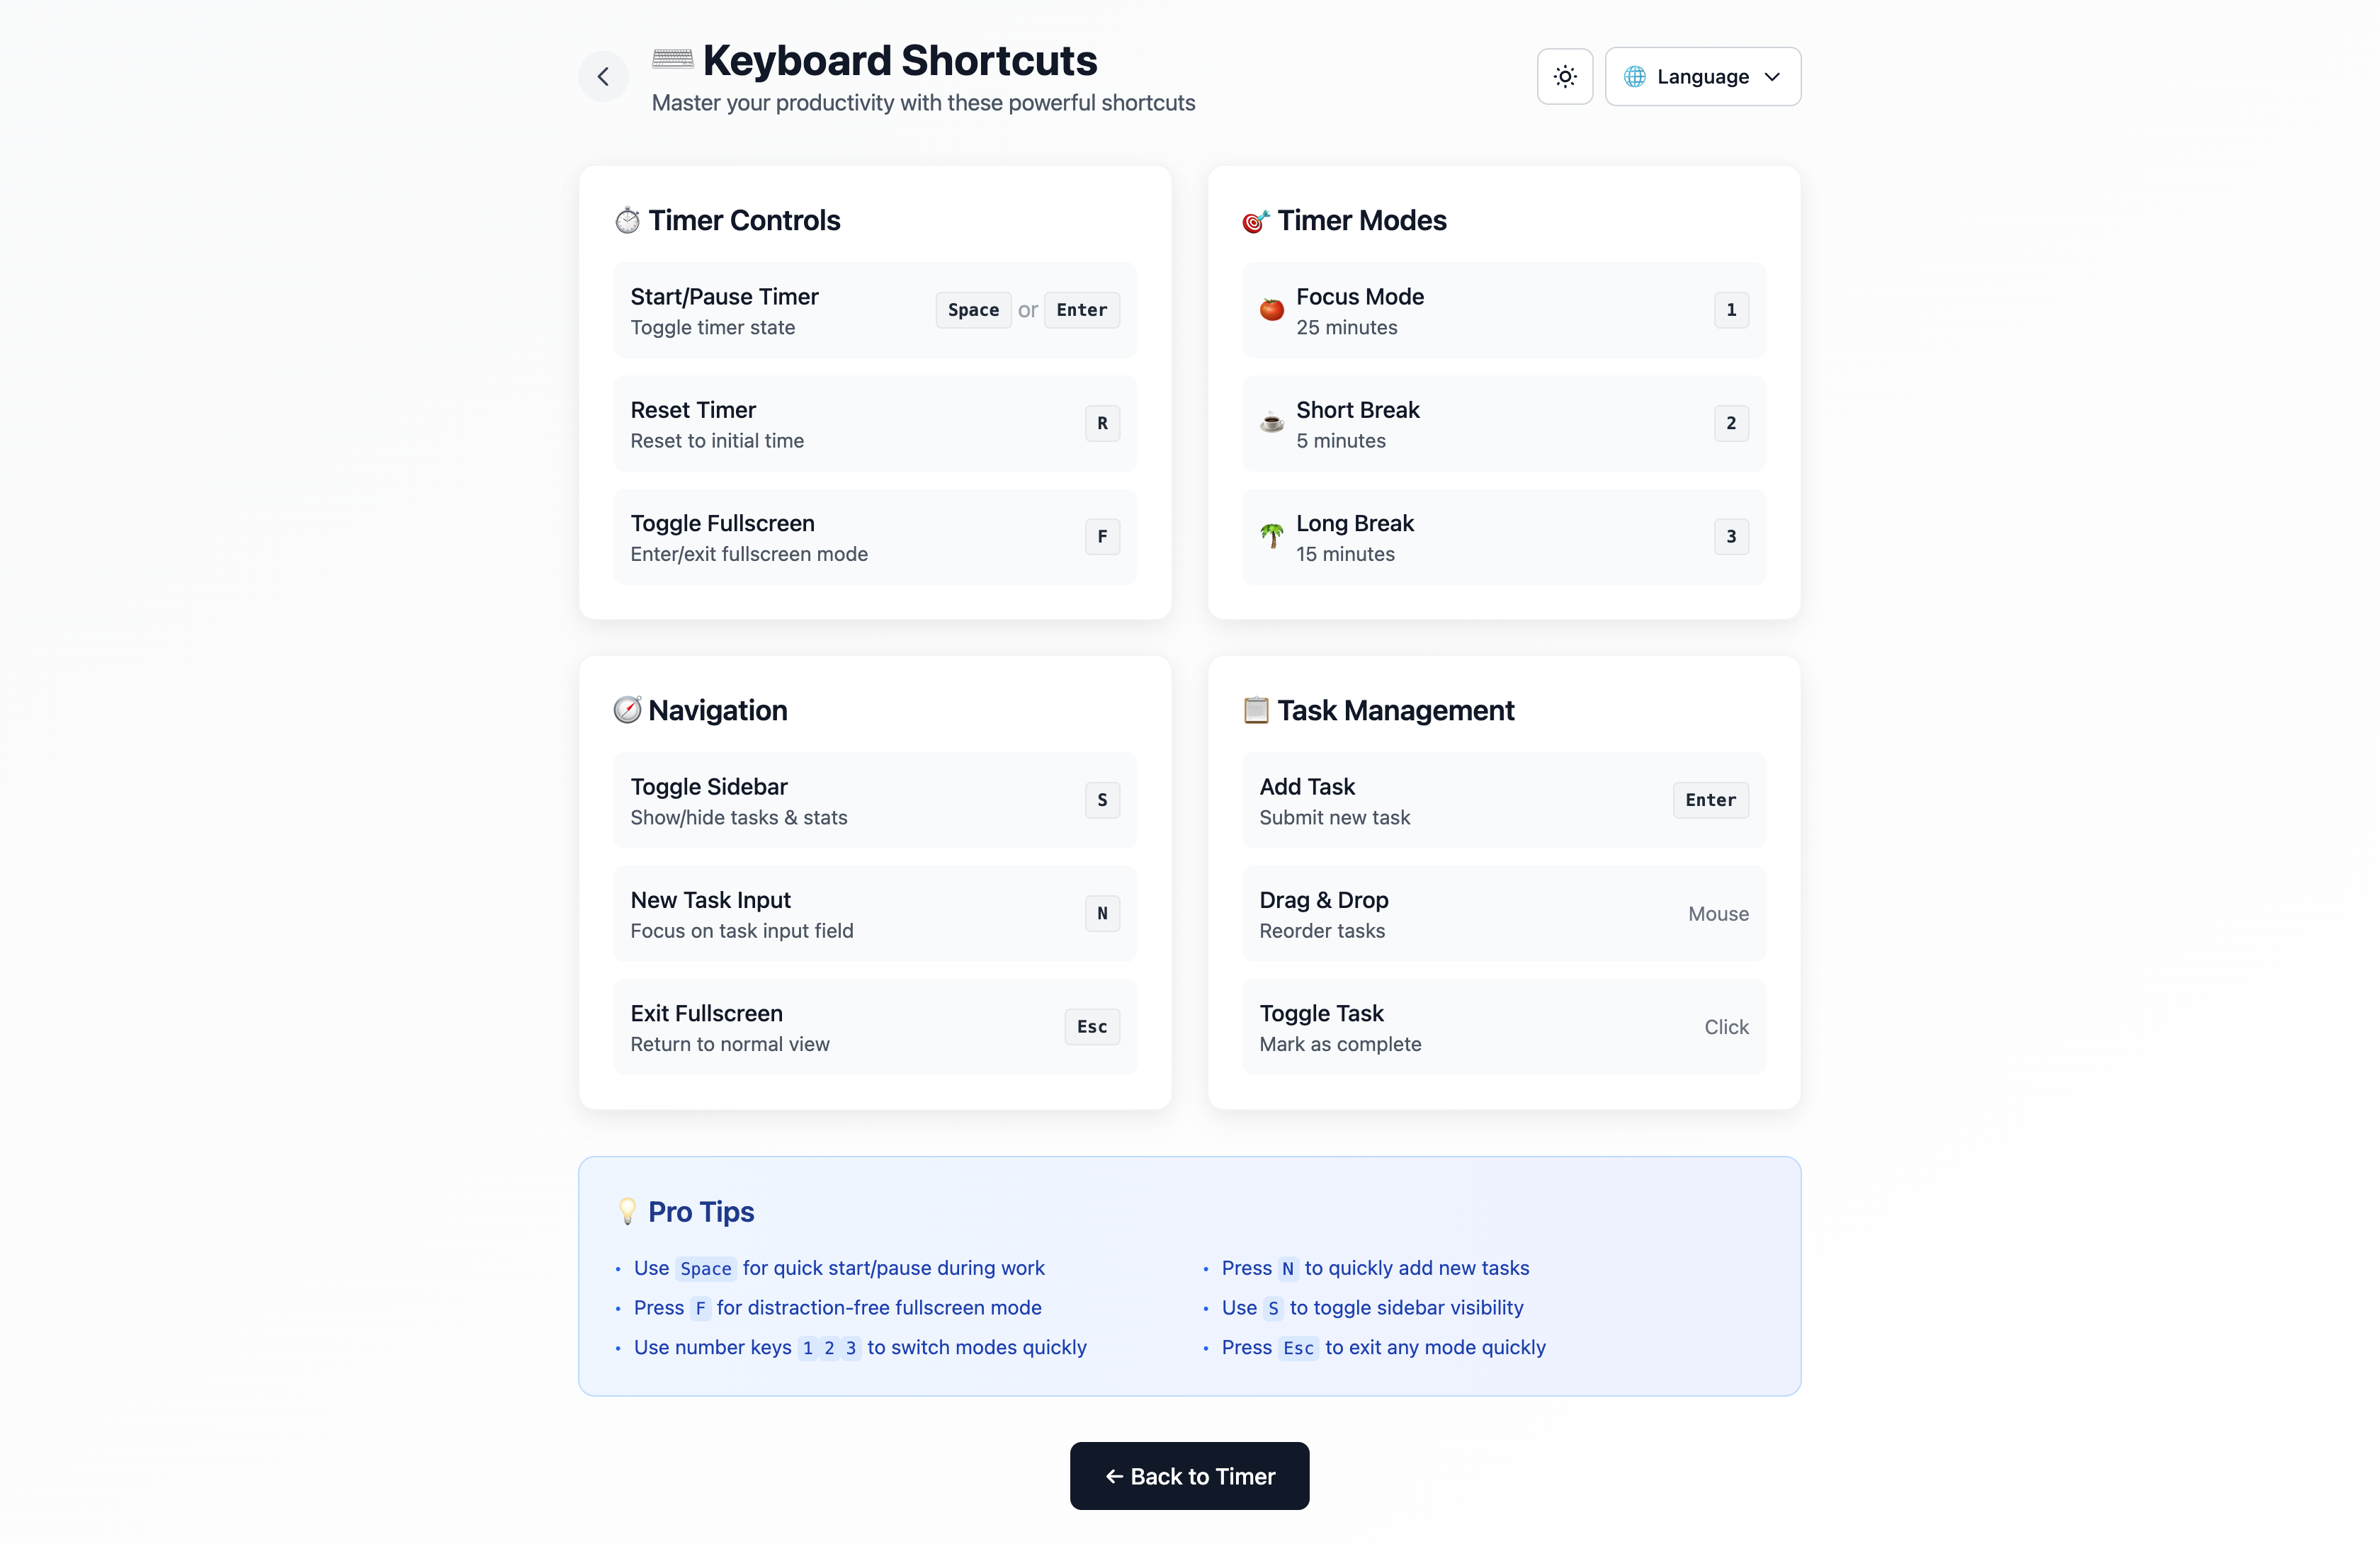 Keyboard Shortcuts
Master your productivity with these powerful shortcuts
Language
Timer Controls
Start/Pause Timer
Toggle timer state
Space or Enter
Reset Timer
Reset to initial time
R
Toggle Fullscreen
Enter/exit fullscreen mode
F
Timer Modes
Focus Mode
25 minutes
1
Short Break
5 minutes
2
Long Break
15 minutes
3
Navigation
Toggle Sidebar
Show/hide tasks & stats
S
New Task Input
Focus on task input field
N
Exit Fullscreen
Return to normal view
Esc
Task Management
Add Task
Submit new task
Enter
Drag & Drop
Reorder tasks
Mouse
Toggle Task
Mark as complete
Click
Pro Tips
• Use Space for quick start/pause during work
• Press F for distraction-free fullscreen mode
• Use number keys 1 2 3 to switch modes quickly
• Press N to quickly add new tasks
• Use S to toggle sidebar visibility
• Press Esc to exit any mode quickly
← Back to Timer